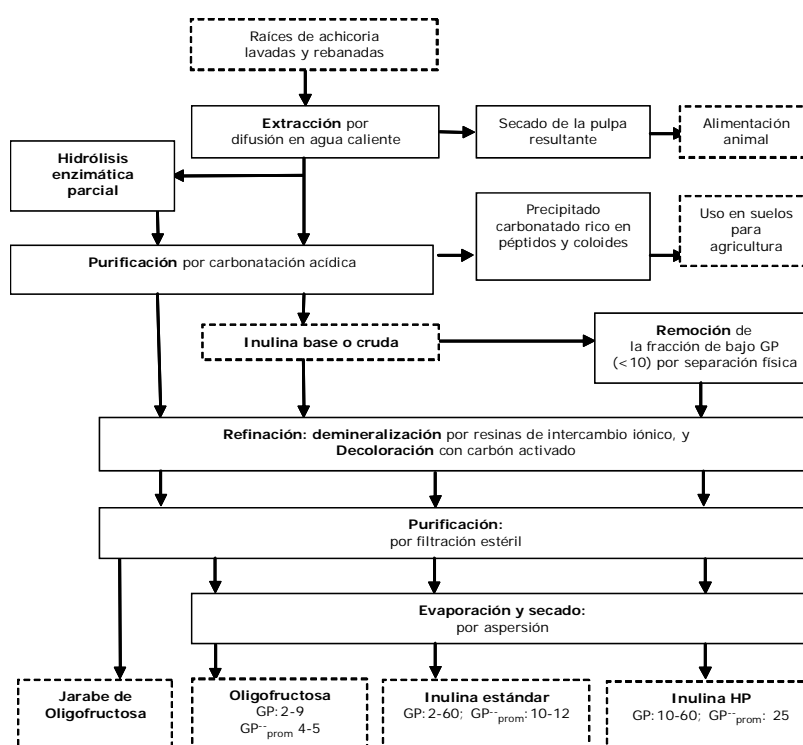 Raíces de achicoria
lavadas y rebanadas
Extracción por
difusión en agua caliente
Secado de la pulpa
resultante
Alimentación
animal
Hidrólisis
enzimática
parcial
Precipitado
carbonatado rico en
péptidos y coloides
Uso en suelos
para
agricultura
Purificación por carbonatación acídica
Inulina base o cruda
Remoción de
la fracción de bajo GP
(<10) por separación física
Refinación: demineralización por resinas de intercambio iónico, y
Decoloración con carbón activado
Purificación:
por filtración estéril
Evaporación y secado:
por aspersión
Jarabe de
Oligofructosa
Oligofructosa
GP: 2-9
GP--prom 4-5
Inulina estándar
GP: 2-60; GP--prom: 10-12
Inulina HP
GP: 10-60; GP--prom: 25